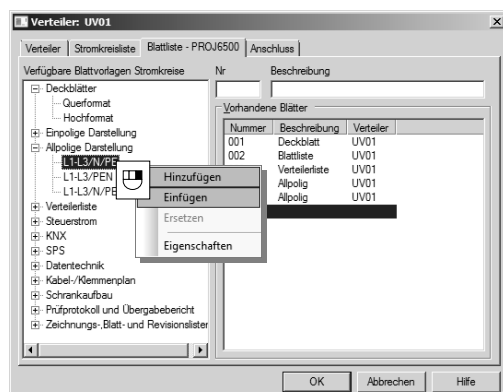 Verteiler: UV01
Verteiler Stromkreisliste Blattliste - PROJ6500 Anschluss
Verfügbare Blattvorlagen Stromkreise
Nr Beschreibung
Deckblätter
Querformat
Hochformat
Einpolige Darstellung
Allpolige Darstellung
L1-L3/N/PE
L1-L3/PEN
L1-L3/N/PE
Verteilerliste
Steuerstrom
KNX
SPS
Datentechnik
Kabel-/Klemmenplan
Schrankaufbau
Prüfprotokoll und Übergabebericht
Zeichnungs-,Blatt- und Revisionslisten
Hinzufügen
Einfügen
Ersetzen
Eigenschaften
Vorhandene Blätter
Nummer Beschreibung Verteiler
001 Deckblatt UV01
002 Blattliste UV01
Verteilerliste UV01
Allpolig UV01
Allpolig UV01
OK Abbrechen Hilfe